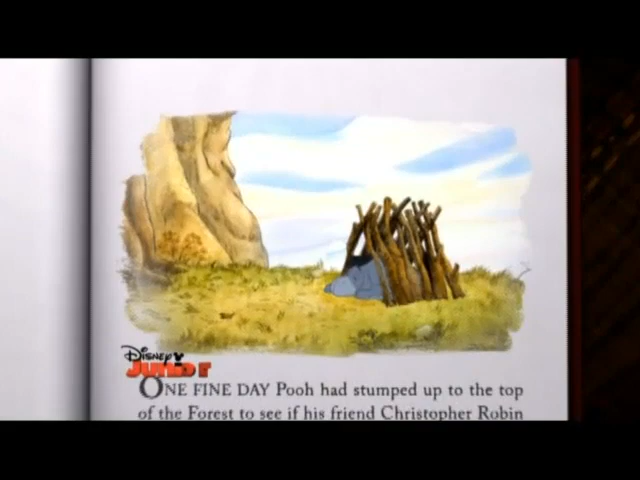 Disney
Junior
One fine day Pooh had stumped up to the top
of the Forest to see if his friend Christopher Robin